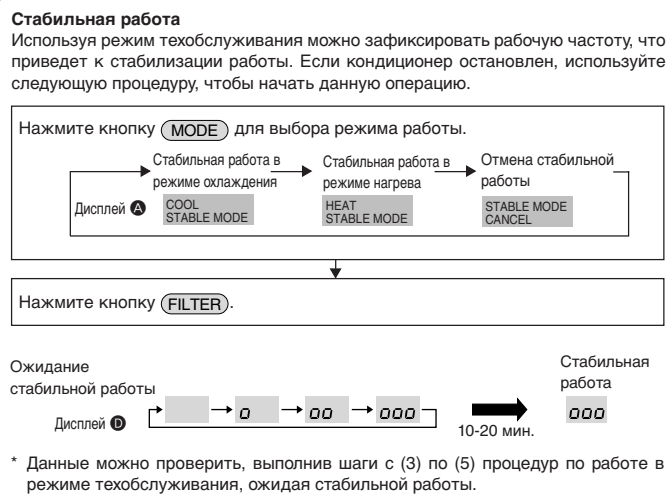 Стабильная работа
Используя режим техобслуживания можно зафиксировать рабочую частоту, что
приведет к стабилизации работы. Если кондиционер остановлен, используйте
следующую процедуру, чтобы начать данную операцию.
Нажмите кнопку MODE для выбора режима работы.
Стабильная работа в
режиме охлаждения
Стабильная работа в
режиме нагрева
Отмена стабильной
работы
Дисплей A
COOL
STABLE MODE
HEAT
STABLE MODE
STABLE MODE
CANCEL
Нажмите кнопку FILTER.
Ожидание
стабильной работы
Стабильная
работа
Дисплей D
o
oo
ooo
10-20 мин.
ooo
* Данные можно проверить, выполнив шаги с (3) по (5) процедур по работе в
режиме техобслуживания, ожидая стабильной работы.